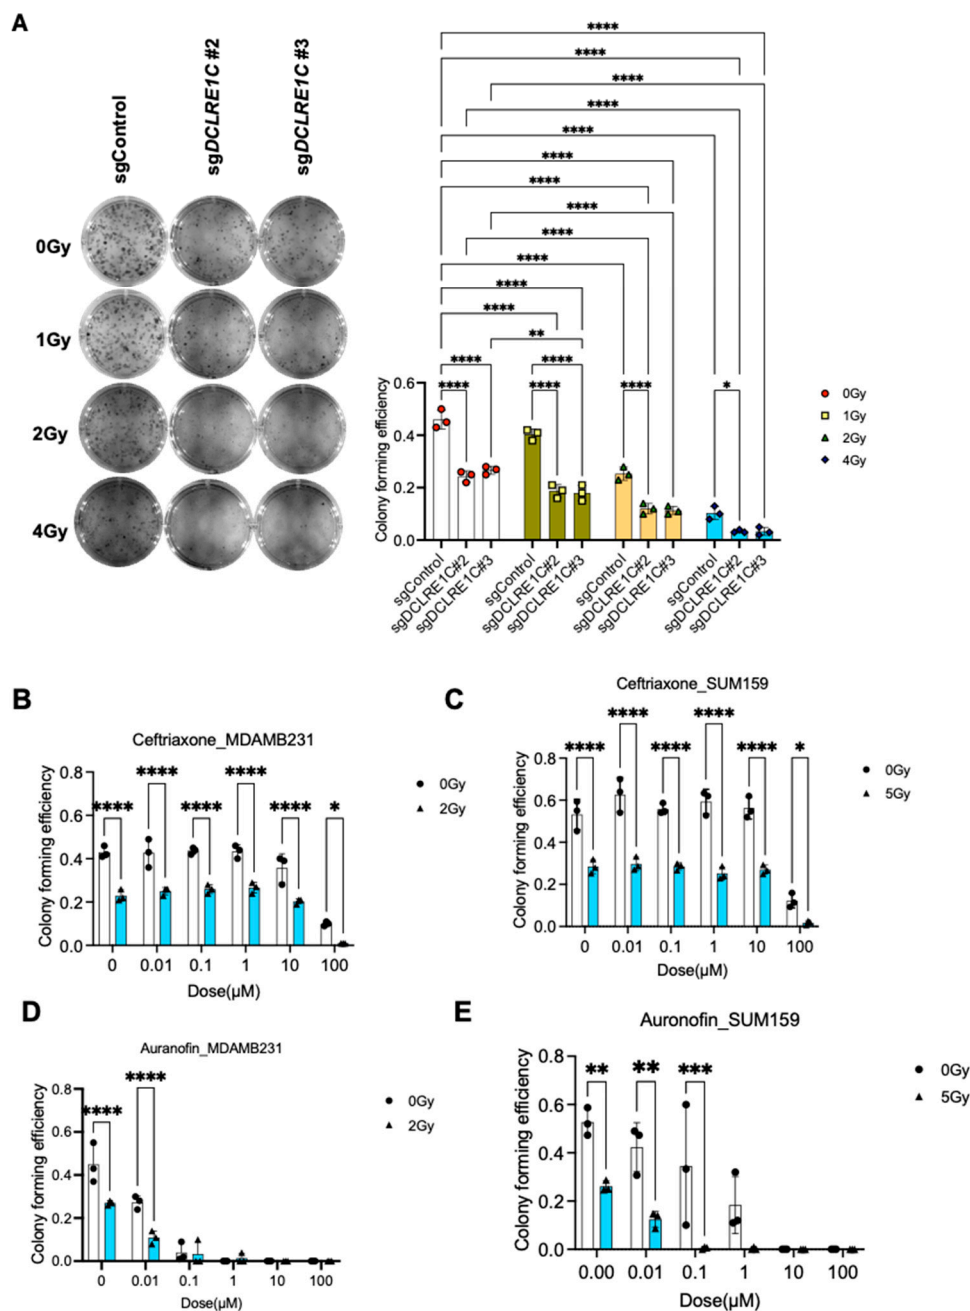 A
sgControl
sgDCLRE1C #2
sgDCLRE1C #3
0Gy
1Gy
2Gy
4Gy
****
****
****
****
****
****
****
****
****
****
****
****
**
****
****
****
****
****
*
Colony forming efficiency
0.6
0.4
0.2
0.0
sgControl
sgDCLRE1C#2
sgDCLRE1C#3
sgControl
sgDCLRE1C#2
sgDCLRE1C#3
sgControl
sgDCLRE1C#2
sgDCLRE1C#3
sgControl
sgDCLRE1C#2
sgDCLRE1C#3
0Gy
1Gy
2Gy
4Gy
B
Ceftriaxone_MDAMB231
Colony forming efficiency
0.8
0.6
0.4
0.2
0.0
**** **** **** **** **** *
0 0.01 0.1 1 10 100
Dose(µM)
0Gy
2Gy
C
Ceftriaxone_SUM159
Colony forming efficiency
0.8
0.6
0.4
0.2
0.0
**** **** **** **** **** *
0 0.01 0.1 1 10 100
Dose(µM)
0Gy
5Gy
D
Auranofin_MDAMB231
Colony forming efficiency
0.8
0.6
0.4
0.2
0.0
**** ****
0 0.01 0.1 1 10 100
Dose(µM)
0Gy
2Gy
E
Auronofin_SUM159
Colony forming efficiency
0.8
0.6
0.4
0.2
0.0
** ** ***
0.00 0.01 0.1 1 10 100
Dose(µM)
0Gy
5Gy